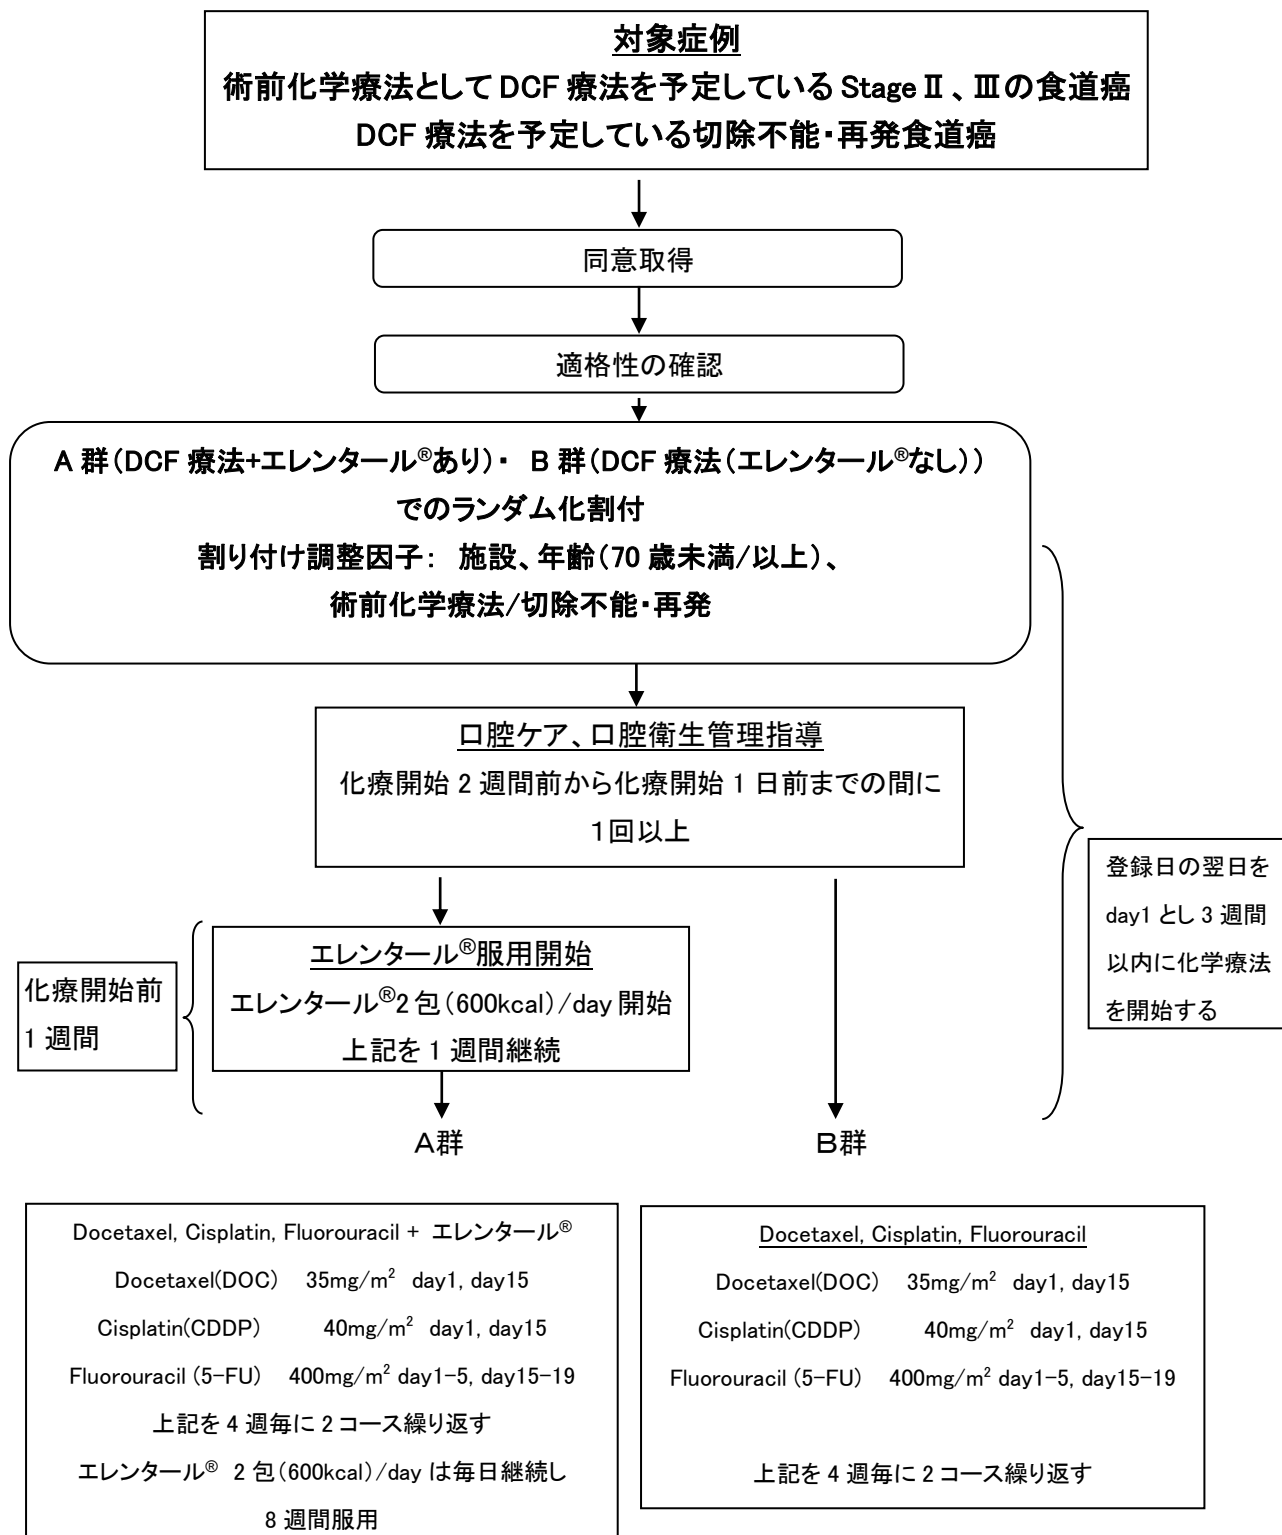 対象症例
術前化学療法として DCF 療法を予定している Stage Ⅱ、Ⅲの食道癌
DCF 療法を予定している切除不能・再発食道癌
同意取得
適格性の確認
A 群(DCF 療法+エレンタール®あり)・ B 群(DCF 療法(エレンタール®なし))
でのランダム化割付
割り付け調整因子: 施設、年齢(70 歳未満/以上)、
術前化学療法/切除不能・再発
口腔ケア、口腔衛生管理指導
化療開始 2 週間前から化療開始 1 日前までの間に
1回以上
登録日の翌日を
day1 とし 3 週間
以内に化学療法
を開始する
化療開始前
1 週間
エレンタール®服用開始
エレンタール®2 包(600kcal)/day 開始
上記を 1 週間継続
A群
B群
Docetaxel, Cisplatin, Fluorouracil + エレンタール®
Docetaxel(DOC) 35mg/m² day1, day15
Cisplatin(CDDP) 40mg/m² day1, day15
Fluorouracil (5-FU) 400mg/m² day1-5, day15-19
上記を 4 週毎に 2 コース繰り返す
エレンタール® 2 包(600kcal)/day は毎日継続し
8 週間服用
Docetaxel, Cisplatin, Fluorouracil
Docetaxel(DOC) 35mg/m² day1, day15
Cisplatin(CDDP) 40mg/m² day1, day15
Fluorouracil (5-FU) 400mg/m² day1-5, day15-19
上記を 4 週毎に 2 コース繰り返す